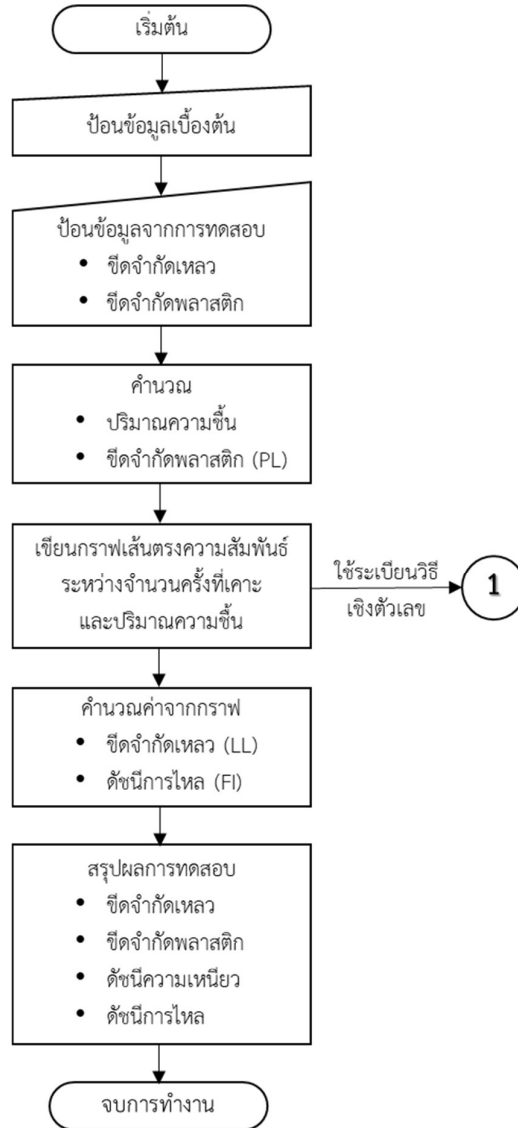 เริ่มต้น
ป้อนข้อมูลเบื้องต้น
ป้อนข้อมูลจากการทดสอบ
• ขีดจำกัดเหลว
• ขีดจำกัดพลาสติก
คำนวณ
• ปริมาณความชื้น
• ขีดจำกัดพลาสติก (PL)
เขียนกราฟเส้นตรงความสัมพันธ์
ระหว่างจำนวนครั้งที่เคาะ
และปริมาณความชื้น
ใช้ระเบียนวิธี
เชิงตัวเลข
1
คำนวณค่าจากกราฟ
• ขีดจำกัดเหลว (LL)
• ดัชนีการไหล (FI)
สรุปผลการทดสอบ
• ขีดจำกัดเหลว
• ขีดจำกัดพลาสติก
• ดัชนีความเหนียว
• ดัชนีการไหล
จบการทำงาน